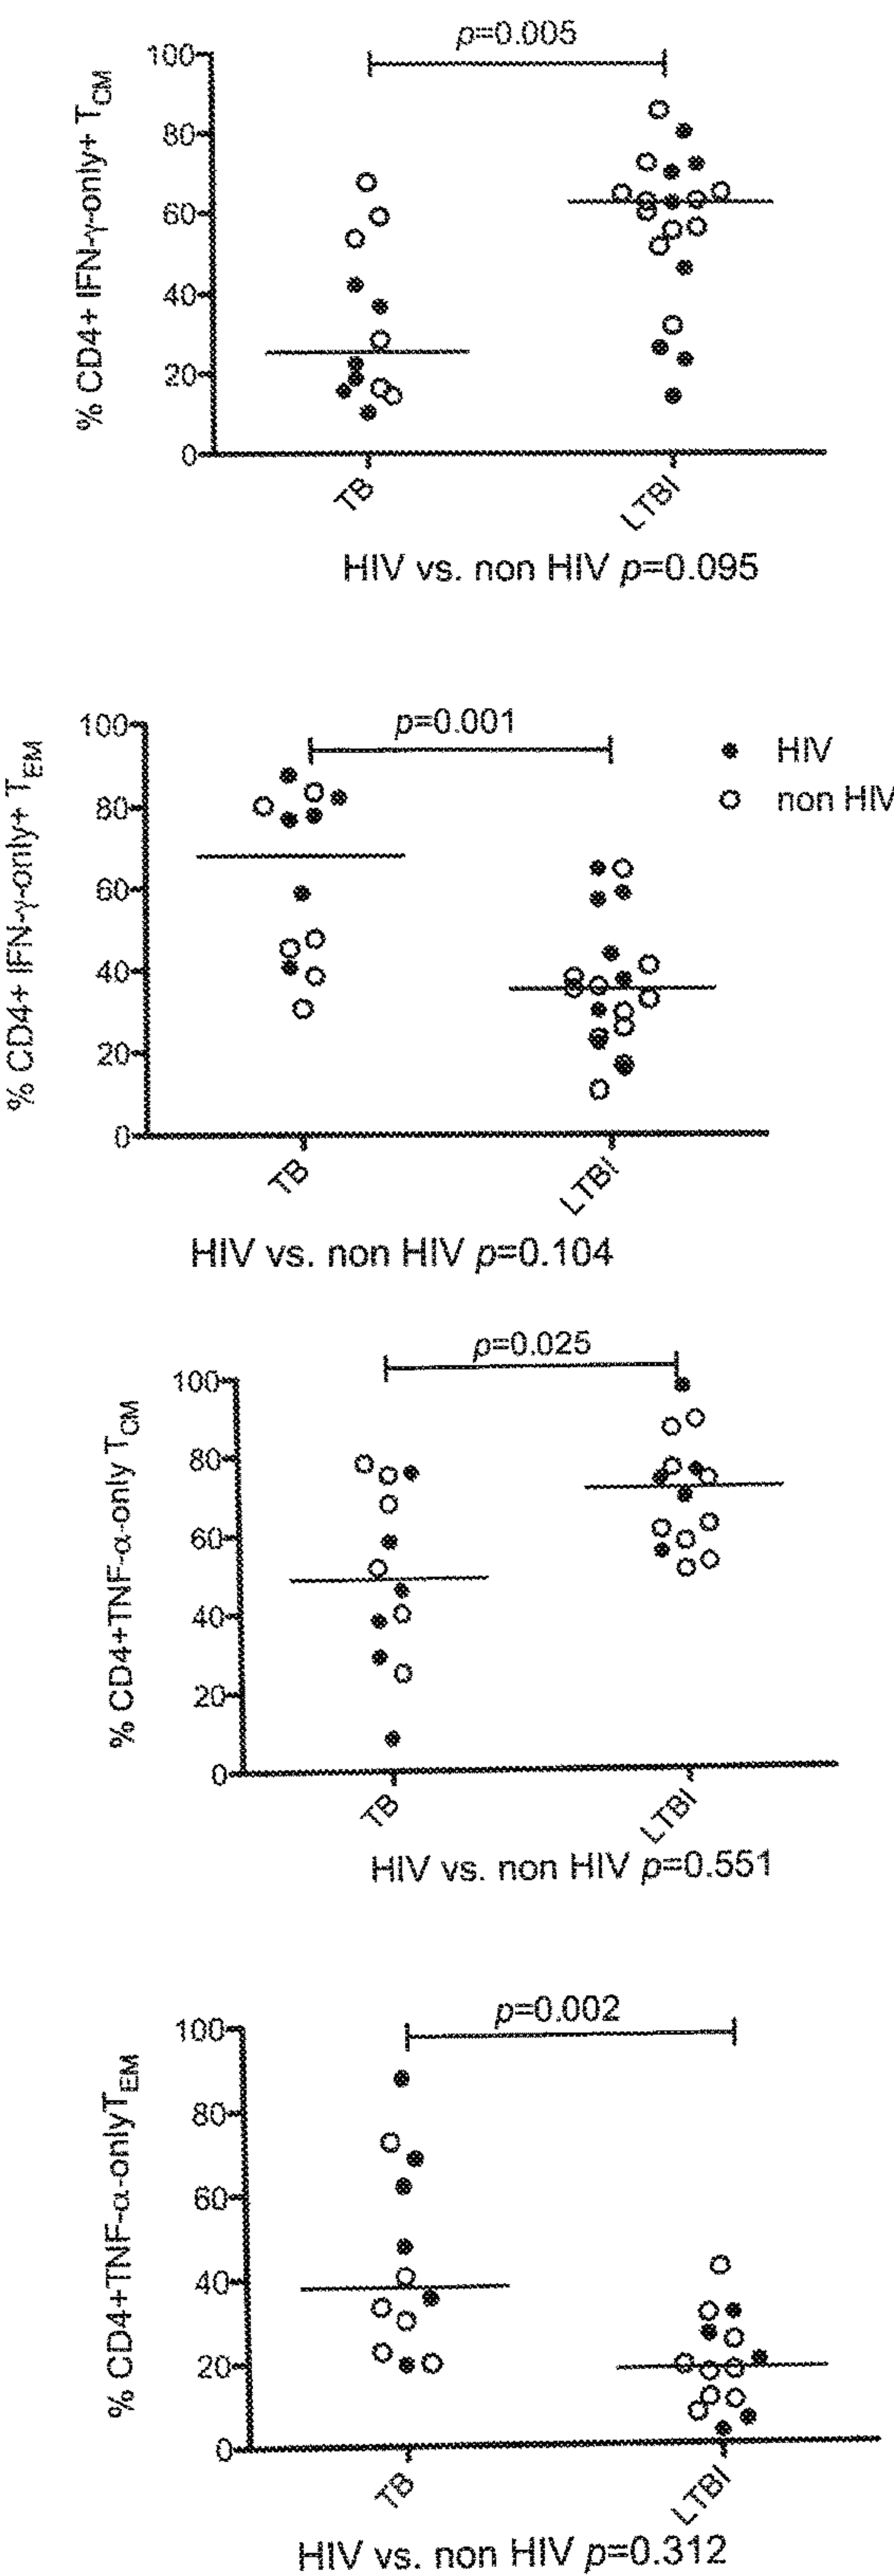 p=0.005
% CD4+ IFN-γ-only+ TCM
100
80
60
40
20
0
TB
LTBI
HIV vs. non HIV p=0.095
p=0.001
% CD4+ IFN-γ-only+ TEM
100
80
60
40
20
0
TB
LTBI
HIV
non HIV
HIV vs. non HIV p=0.104
p=0.025
% CD4+TNF-α-only TCM
100
80
60
40
20
0
TB
LTBI
HIV vs. non HIV p=0.551
p=0.002
% CD4+TNF-α-onlyTEM
100
80
60
40
20
0
TB
LTBI
HIV vs. non HIV p=0.312